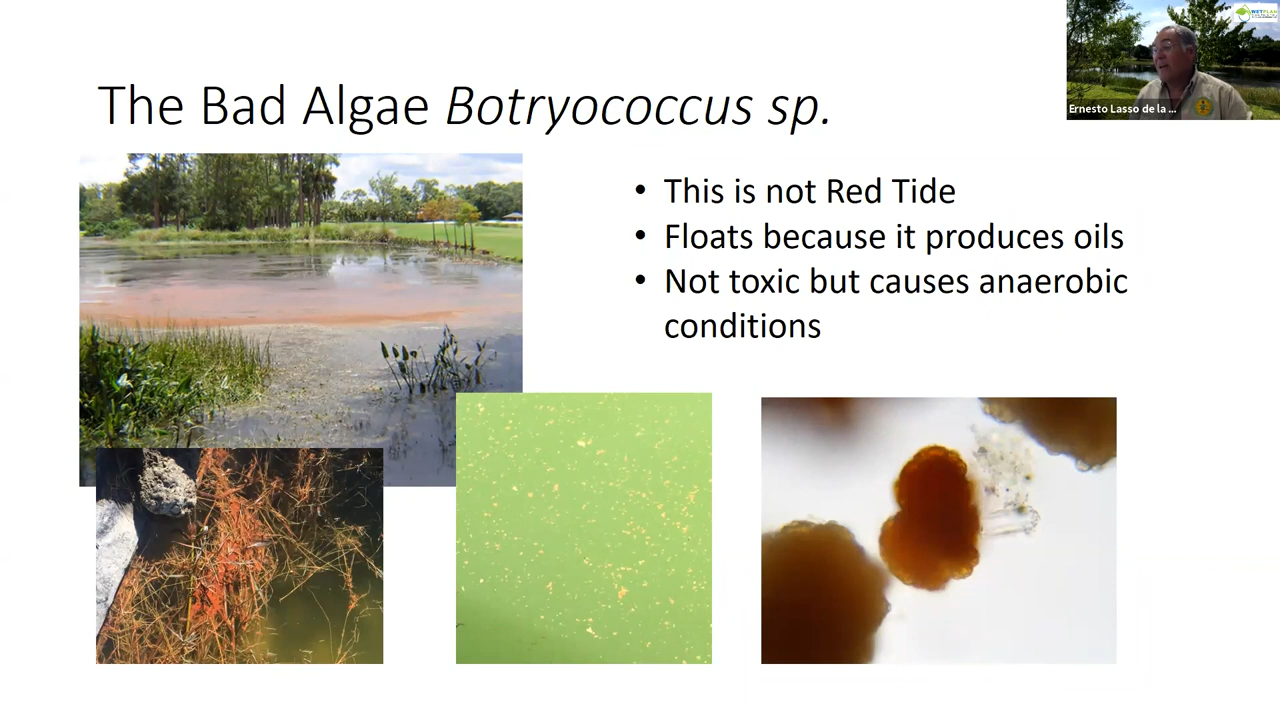 The Bad Algae Botryococcus sp.
• This is not Red Tide
• Floats because it produces oils
• Not toxic but causes anaerobic
conditions
WETPLAN
Ernesto Lasso de la ...